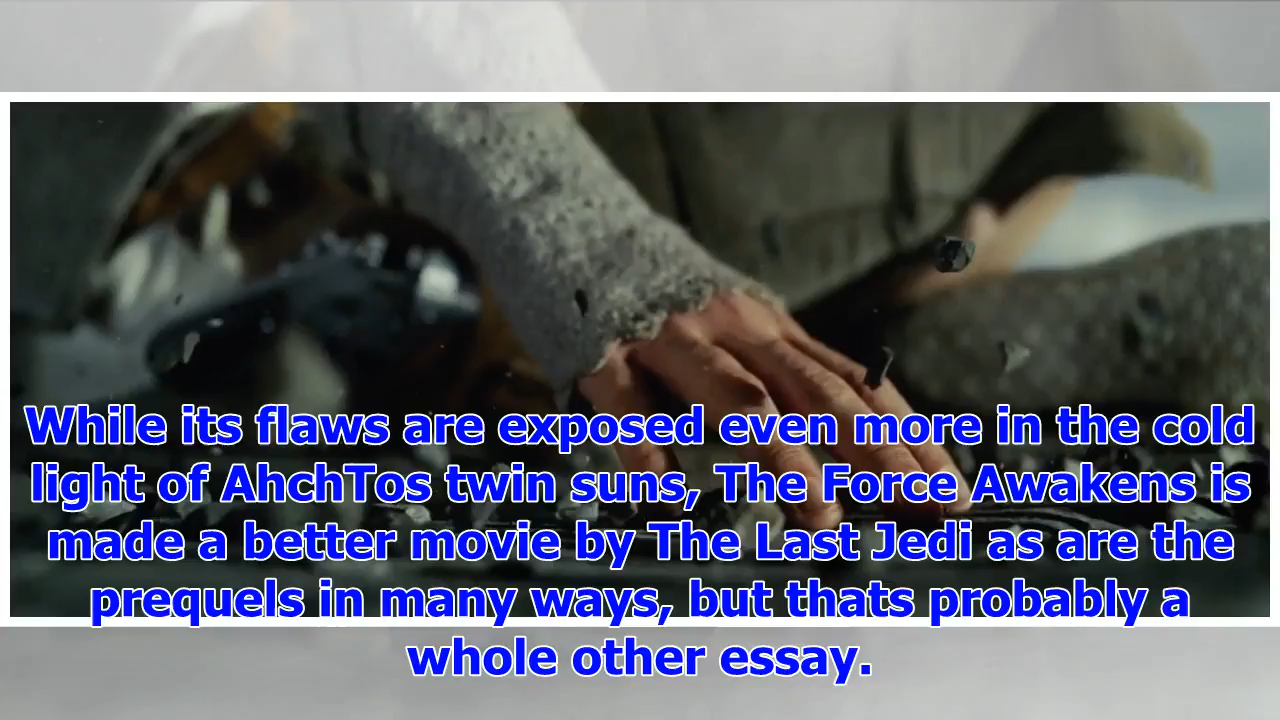 While its flaws are exposed even more in the cold
light of AhchTos twin suns, The Force Awakens is
made a better movie by The Last Jedi as are the
prequels in many ways, but thats probably a
whole other essay.